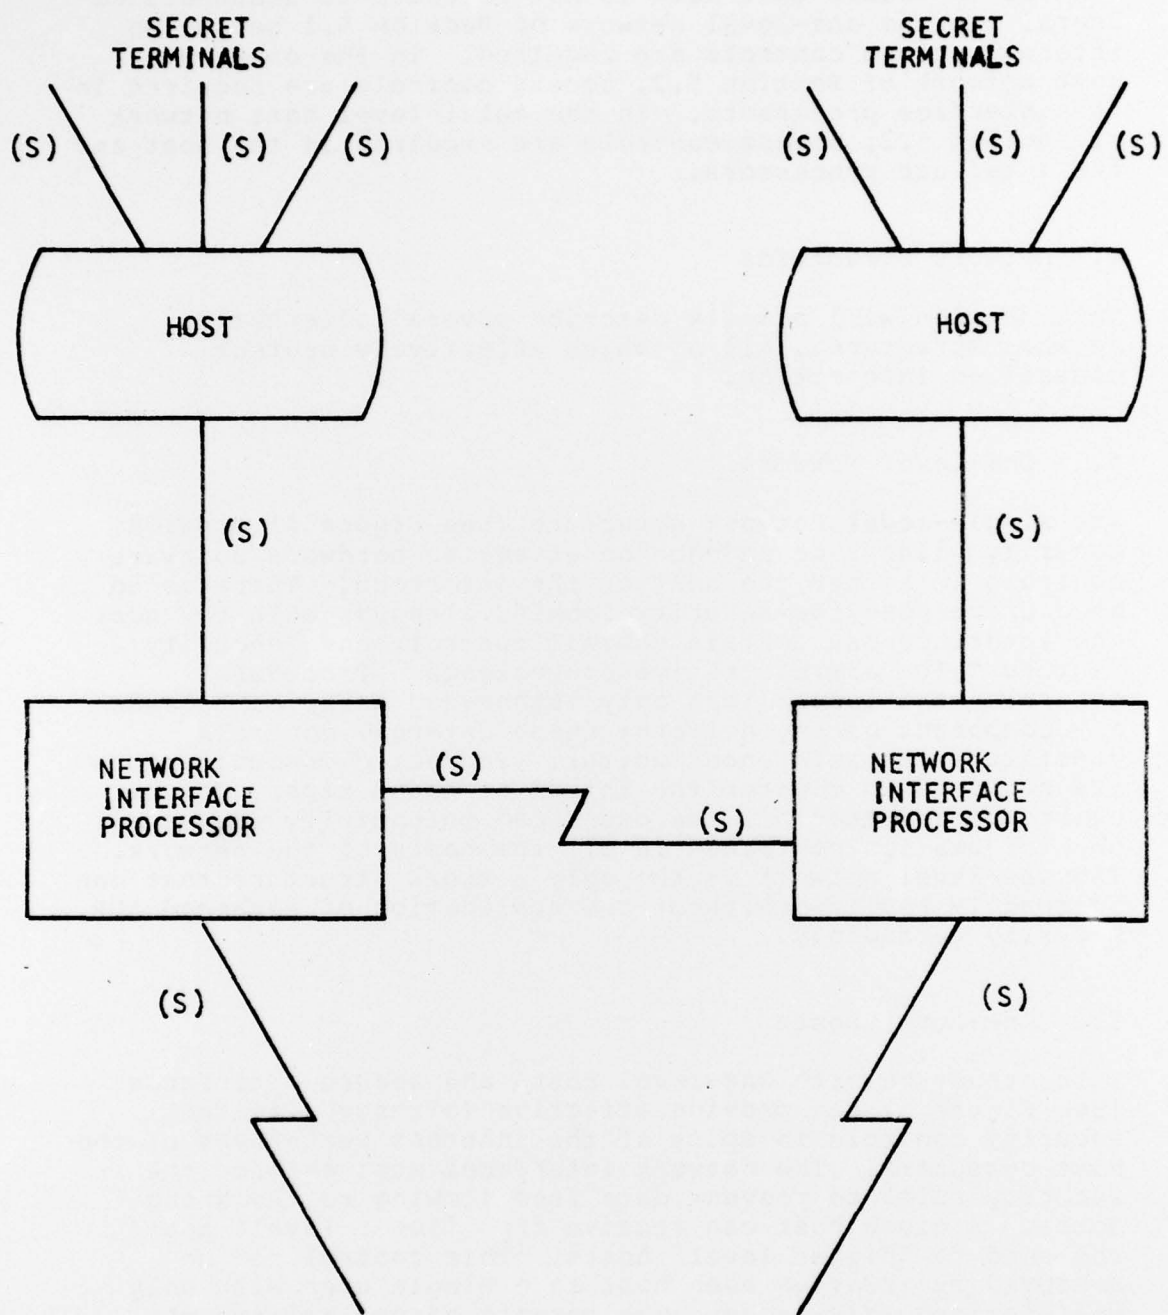 SECRET
TERMINALS
SECRET
TERMINALS
(S)
(S)
(S)
(S)
(S)
(S)
HOST
HOST
(S)
(S)
NETWORK
INTERFACE
PROCESSOR
(S)
(S)
NETWORK
INTERFACE
PROCESSOR
(S)
(S)